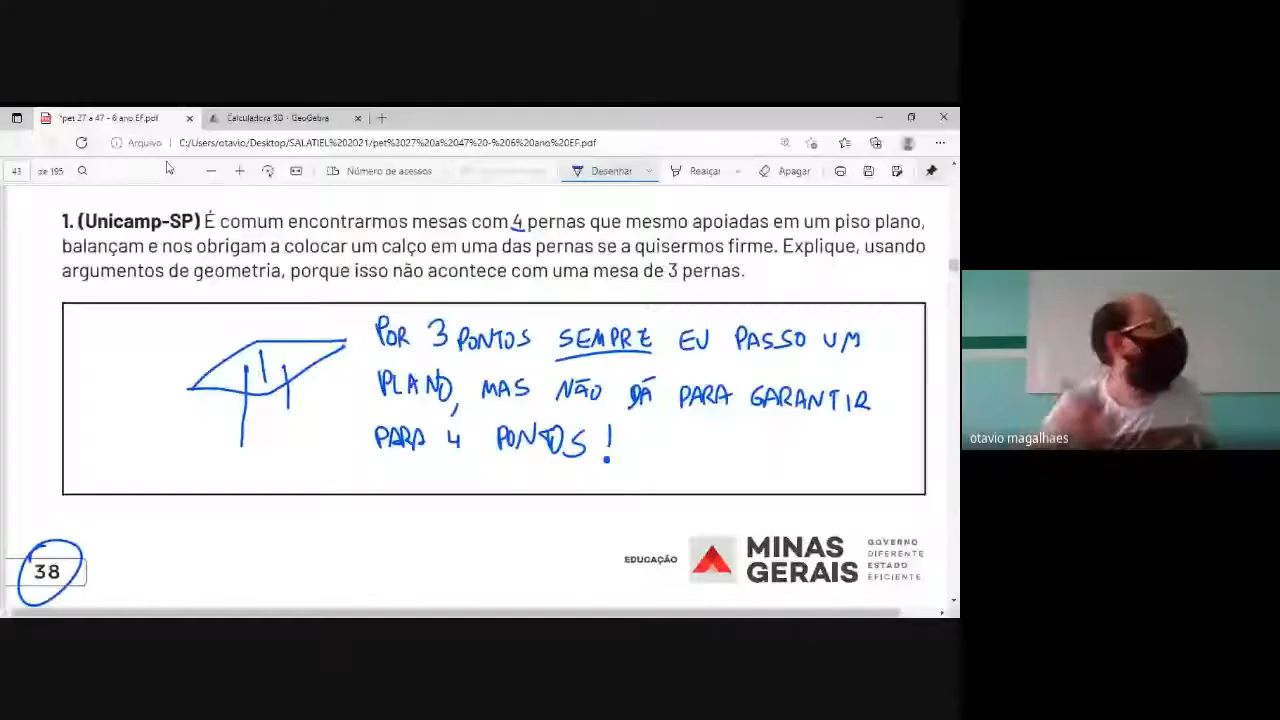 *pet 27 a 47 - 6 ano EF.pdf
Calculadora 3D - GeoGebra
Arquivo
C:/Users/otavio/Desktop/SALATIEL%202021/pet%2027%20a%2047%20-%206%20ano%20EF.pdf
43 de 195
Número de acessos
Desenhar
Realçar
Apagar
1. (Unicamp-SP) É comum encontrarmos mesas com 4 pernas que mesmo apoiadas em um piso plano,
balançam e nos obrigam a colocar um calço em uma das pernas se a quisermos firme. Explique, usando
argumentos de geometria, porque isso não acontece com uma mesa de 3 pernas.
POR 3 PONTOS SEMPRE EU PASSO UM
PLANO, MAS NÃO DÁ PARA GARANTIR
PARA 4 PONTOS!
otavio magalhaes
38
EDUCAÇÃO
MINAS
GERAIS
GOVERNO
DIFERENTE
ESTADO
EFICIENTE